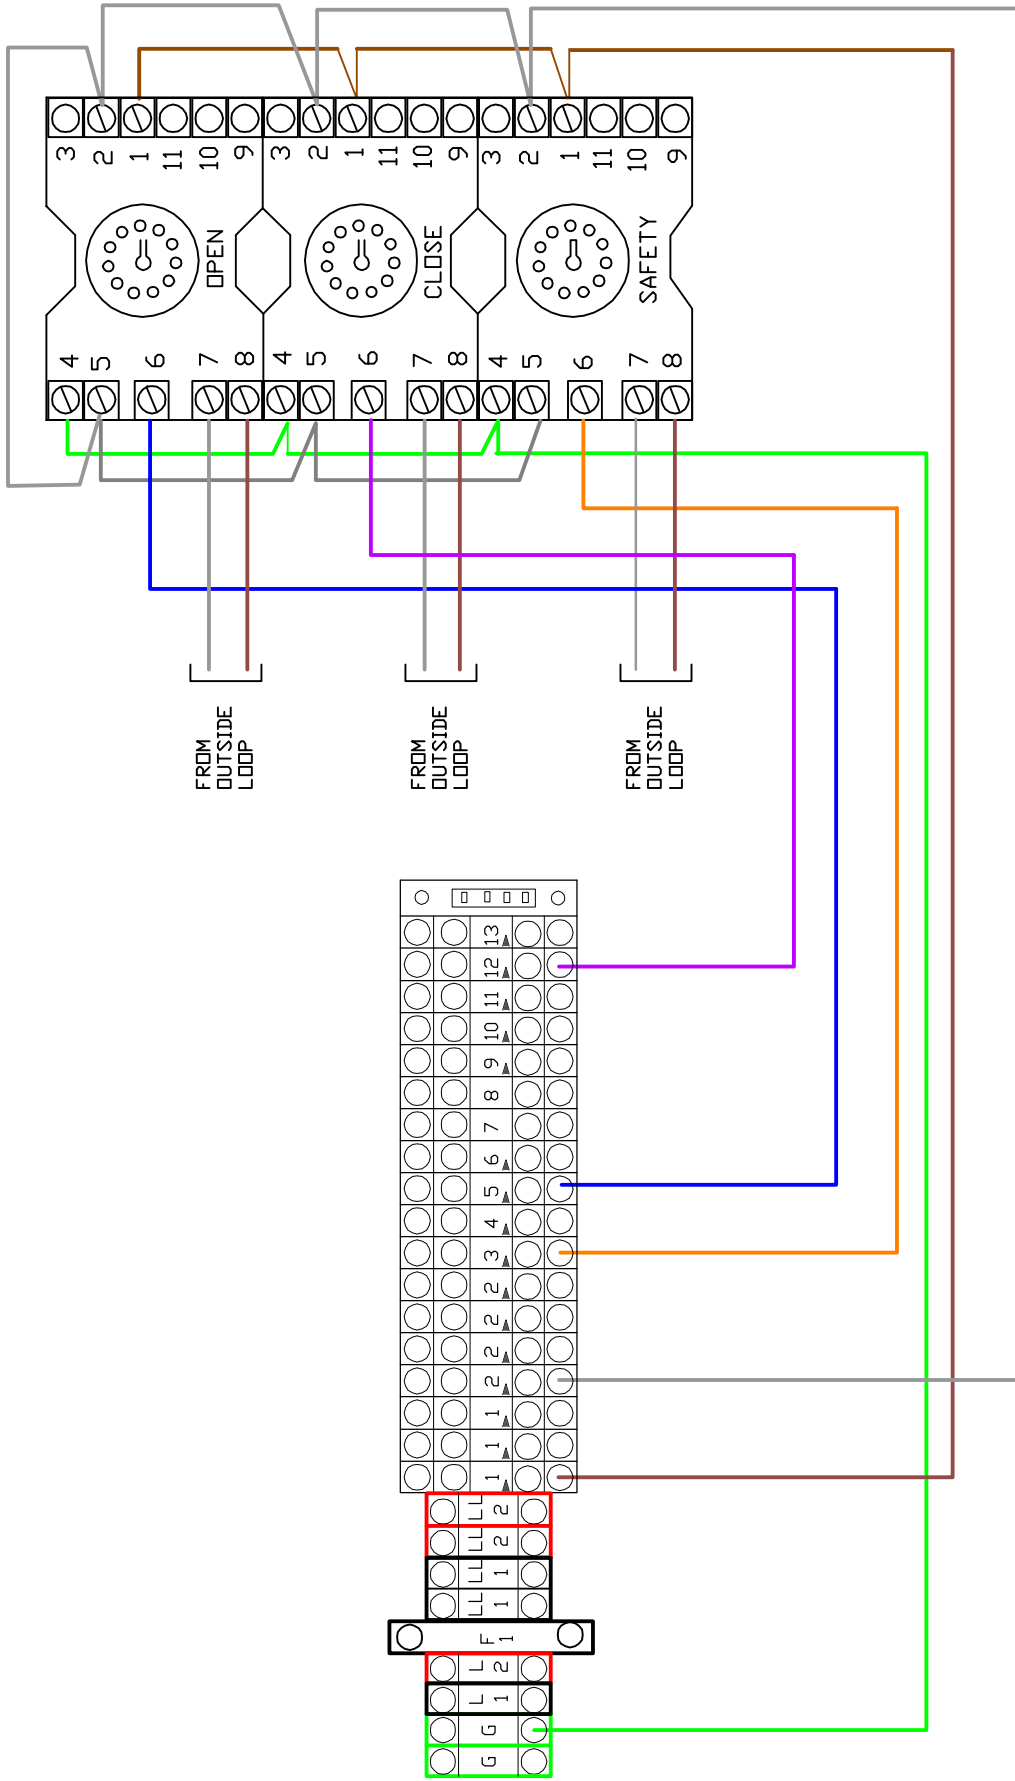 3 2 1 11 10 9 3 2 1 11 10 9 3 2 1 11 10 9
OPEN
CLOSE
SAFETY
4 5 6 7 8 4 5 6 7 8 4 5 6 7 8
FROM
OUTSIDE
LOOP
FROM
OUTSIDE
LOOP
FROM
OUTSIDE
LOOP
13
12
11
10
9
8
7
6
5
4
3
2
2
2
2
1
1
1
LL 2
LL 2
LL 1
LL 1
F 1
L 2
L 1
G
G